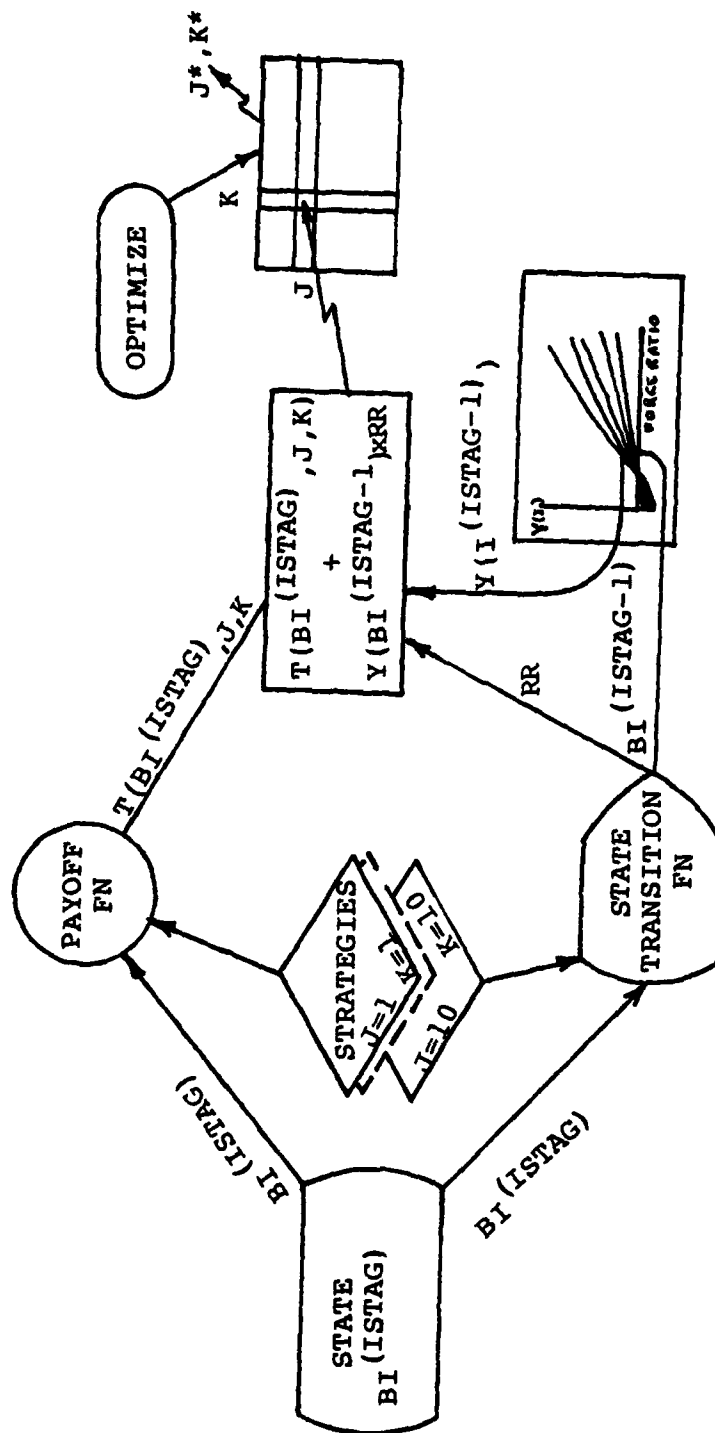 STATE
BI(ISTAG)
BI(ISTAG)
BI(ISTAG)
PAYOFF
FN
STRATEGIES
J=1 K=1
J=10 K=10
STATE
TRANSITION
FN
T(BI(ISTAG),J,K
RR
BI(ISTAG-1)
T(BI(ISTAG),J,K)
+
Y(BI(ISTAG-1)xRR
Y(I(ISTAG-1))
Y(I)
FORCE RATIO
OPTIMIZE
K
J
J*,K*